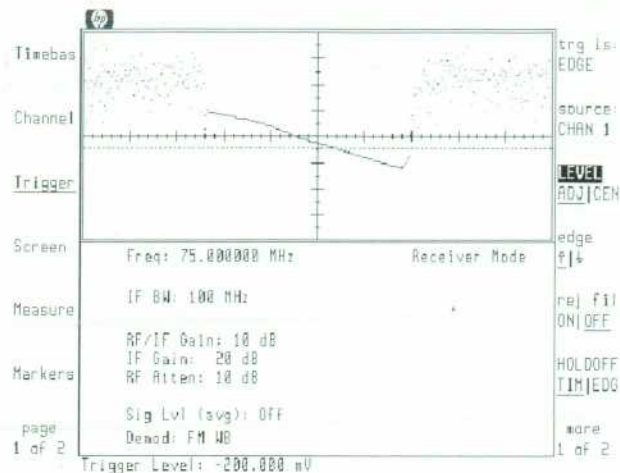 hp
Timebas
Channel
Trigger
Screen
Measure
Markers
page
1 of 2
trg is:
EDGE
source:
CHAN 1
LEVEL
ADJ|CEN
edge
rej fil
ON|OFF
HOLDOFF
TIM|EDG
more
1 of 2
Freq: 75.000000 MHz
Receiver Mode
IF BW: 100 MHz
RF/IF Gain: 10 dB
IF Gain: 20 dB
RF Atten: 10 dB
Sig Lvl (avg): Off
Demod: FM WB
Trigger Level: -200.000 mV